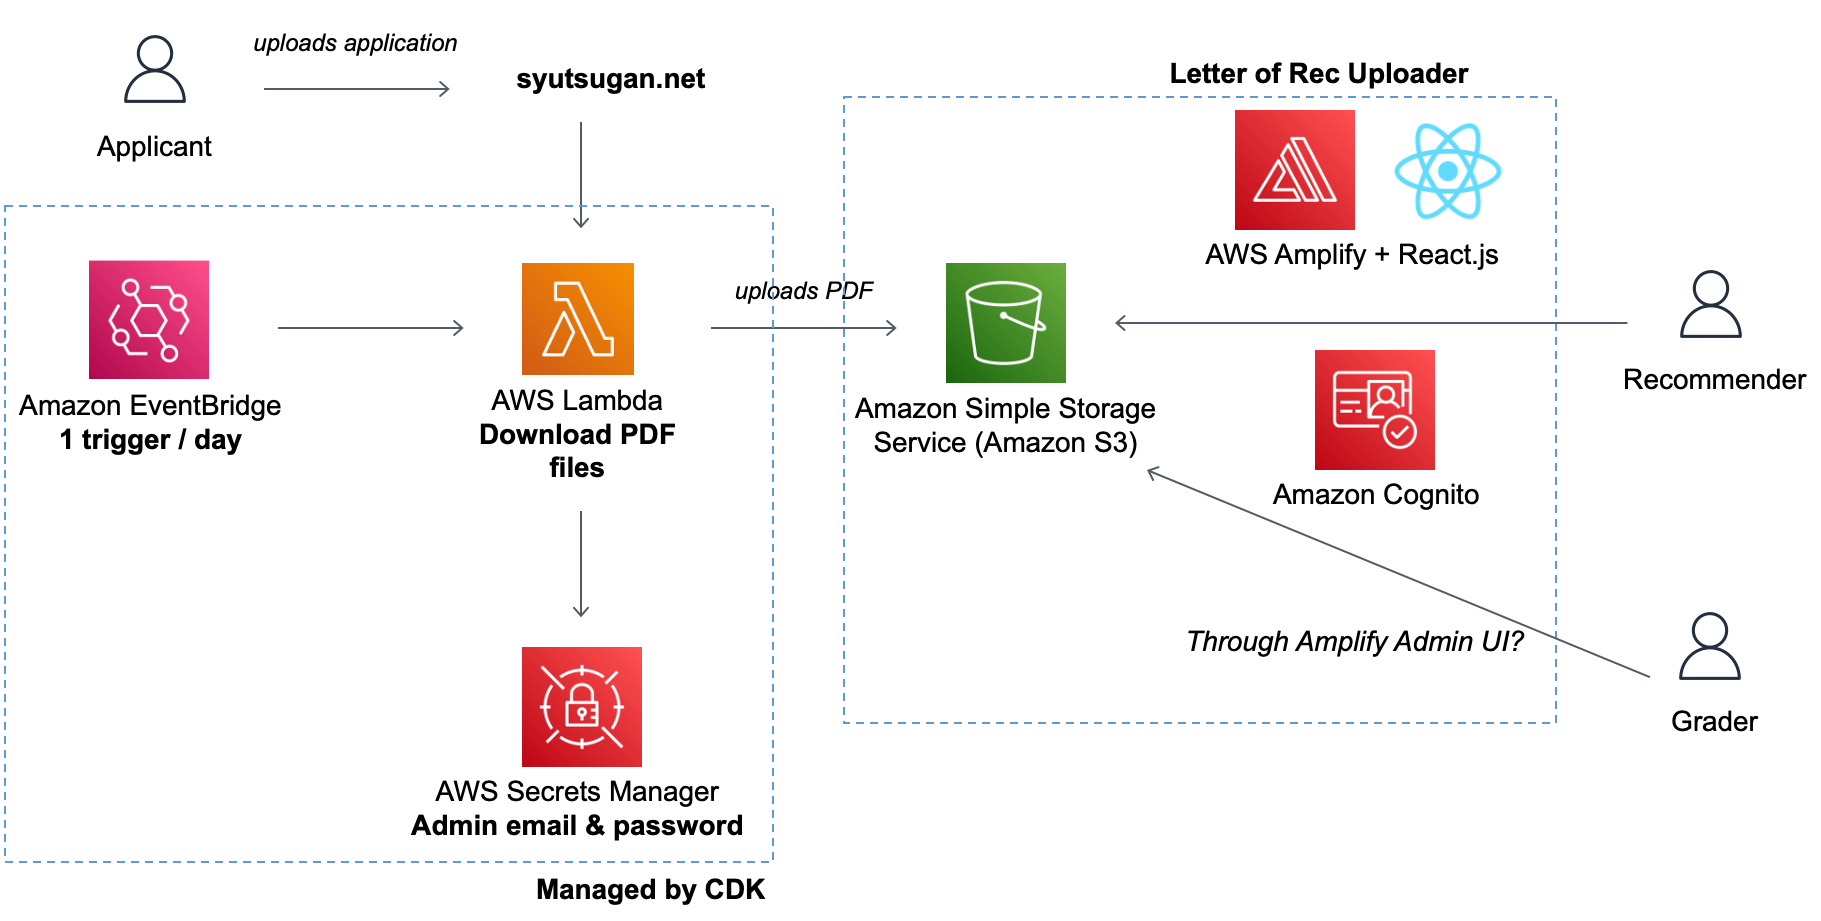 uploads application
syutsugan.net
Applicant
Letter of Rec Uploader
AWS Amplify + React.js
uploads PDF
Amazon EventBridge
1 trigger / day
AWS Lambda
Download PDF
files
Amazon Simple Storage
Service (Amazon S3)
Recommender
Amazon Cognito
Through Amplify Admin UI?
Grader
AWS Secrets Manager
Admin email & password
Managed by CDK